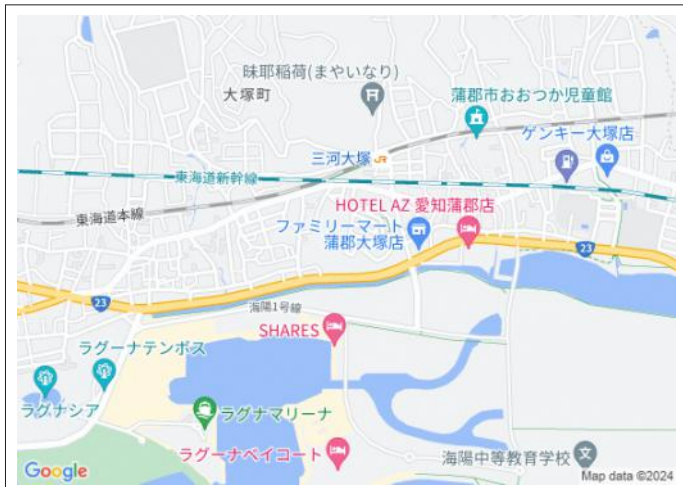 昧耶稲荷(まやいなり)
大塚町
蒲郡市おおつか児童館
ゲンキー大塚店
三河大塚
JR
東海道新幹線
東海道本線
HOTEL AZ 愛知蒲郡店
ファミリーマート
蒲郡大塚店
23
23
海陽1号線
SHARES
ラグーナテンボス
ラグナシア
ラグナマリーナ
ラグーナベイコート
海陽中等教育学校
文
Google
Map data ©2024